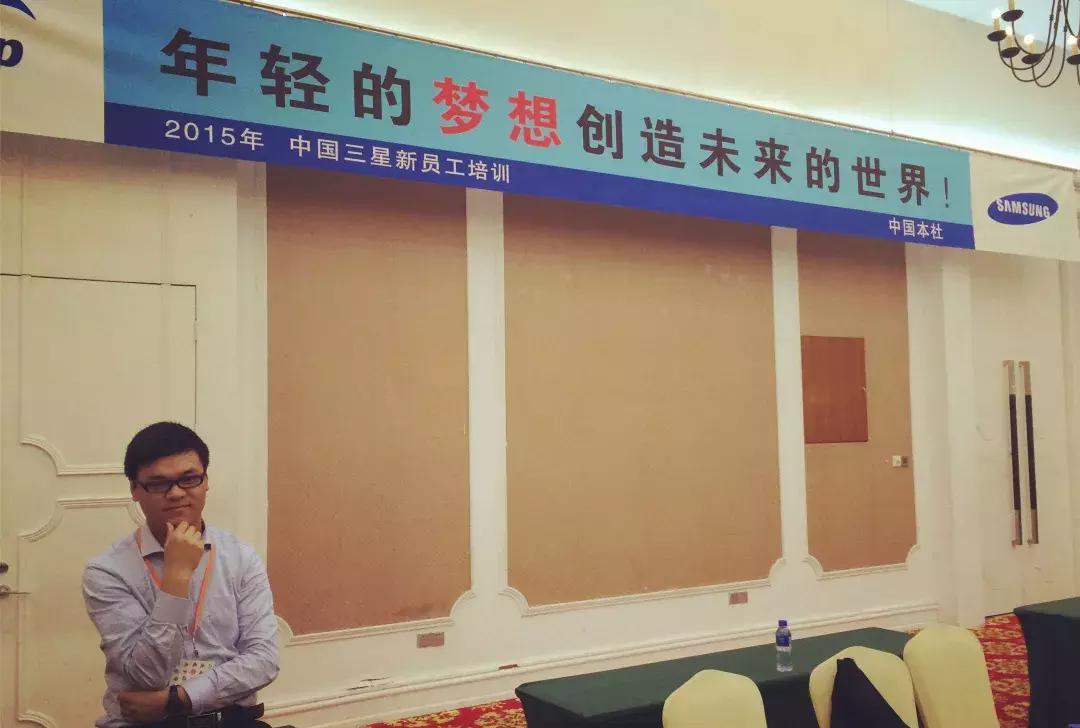 p
年轻的梦想创造未来的世界！
2015年 中国三星新员工培训
中国本社
SAMSUNG